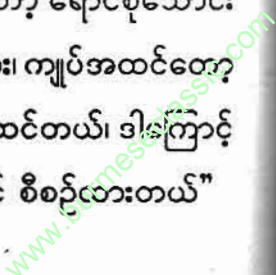 ရောင်စုံသောင်း
ကျုပ်အထင်တော့
ထင်တယ်၊ ဒါကြောင့်
စီစဉ်ထားတယ်”
www.burmeseclassic.com